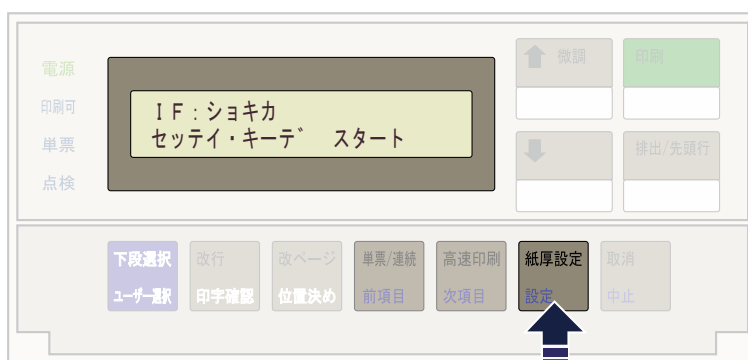 電源
印刷可
単票
点検
IF:ショキカ
セッテイ・キーデ゛ スタート
微調
印刷
排出/先頭行
下段選択
ユーザー選択
改行
印字確認
改ページ
位置決め
単票/連続
前項目
高速印刷
次項目
紙厚設定
設定
取消
中止